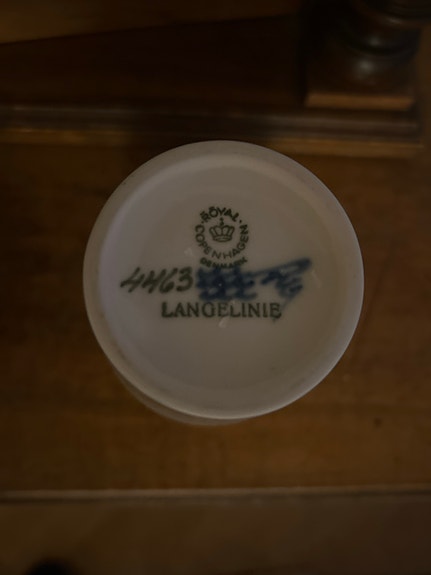 ROYAL
COPENHAGEN
DENMARK
4463
LANGELINIE